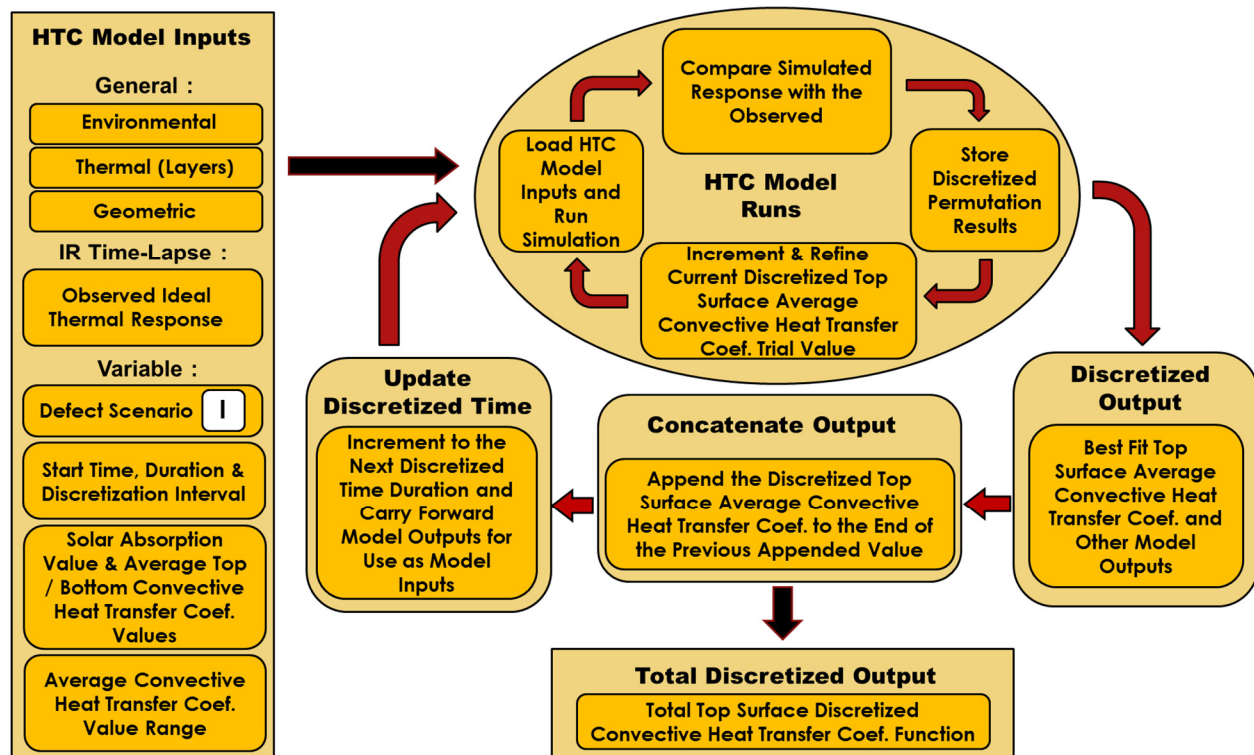 HTC Model Inputs
General :
Environmental
Thermal (Layers)
Geometric
IR Time-Lapse :
Observed Ideal
Thermal Response
Variable :
Defect Scenario I
Start Time, Duration &
Discretization Interval
Solar Absorption
Value & Average Top
/ Bottom Convective
Heat Transfer Coef.
Values
Average Convective
Heat Transfer Coef.
Value Range
Compare Simulated
Response with the
Observed
Load HTC
Model
Inputs and
Run
Simulation
HTC Model
Runs
Store
Discretized
Permutation
Results
Increment & Refine
Current Discretized Top
Surface Average
Convective Heat Transfer
Coef. Trial Value
Update
Discretized Time
Increment to the
Next Discretized
Time Duration and
Carry Forward
Model Outputs for
Use as Model
Inputs
Concatenate Output
Append the Discretized Top
Surface Average Convective
Heat Transfer Coef. to the End of
the Previous Appended Value
Discretized
Output
Best Fit Top
Surface Average
Convective Heat
Transfer Coef. and
Other Model
Outputs
Total Discretized Output
Total Top Surface Discretized
Convective Heat Transfer Coef. Function